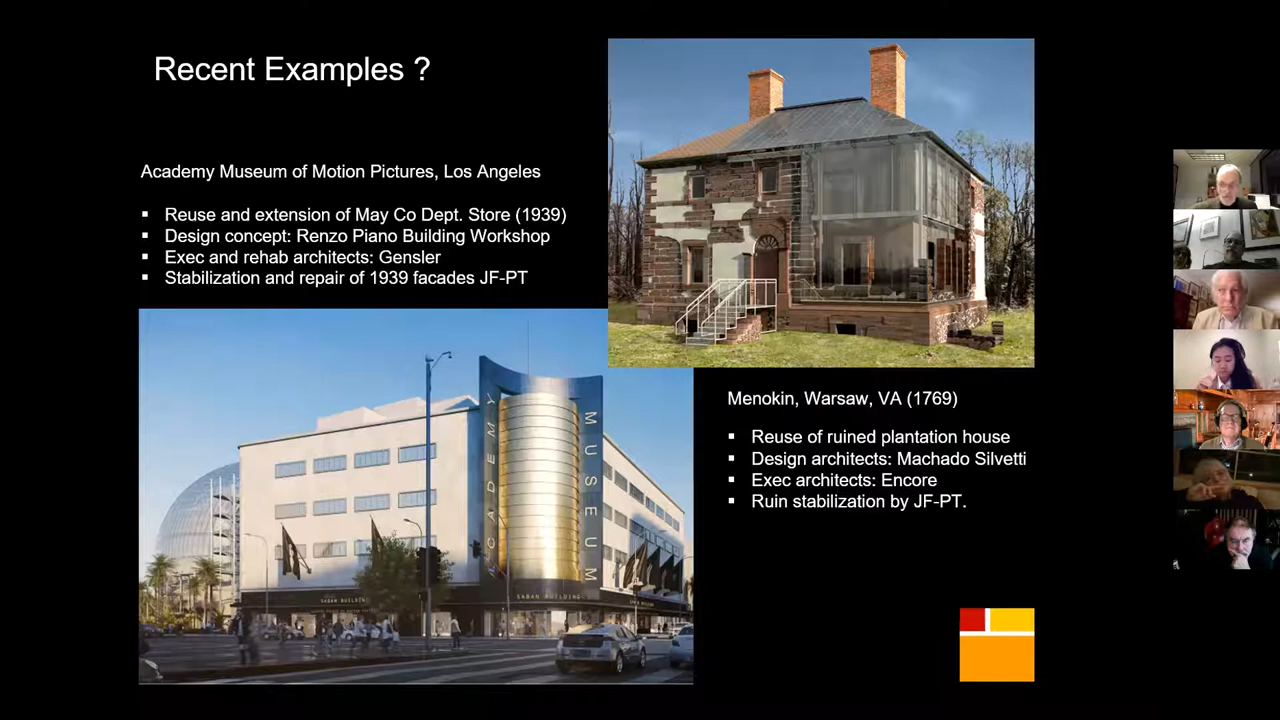 Recent Examples ?
Academy Museum of Motion Pictures, Los Angeles
▪ Reuse and extension of May Co Dept. Store (1939)
▪ Design concept: Renzo Piano Building Workshop
▪ Exec and rehab architects: Gensler
▪ Stabilization and repair of 1939 facades JF-PT
ACADEMY
MUSEUM
SABAN BUILDING
SABAN BUILDING
Menokin, Warsaw, VA (1769)
▪ Reuse of ruined plantation house
▪ Design architects: Machado Silvetti
▪ Exec architects: Encore
▪ Ruin stabilization by JF-PT.